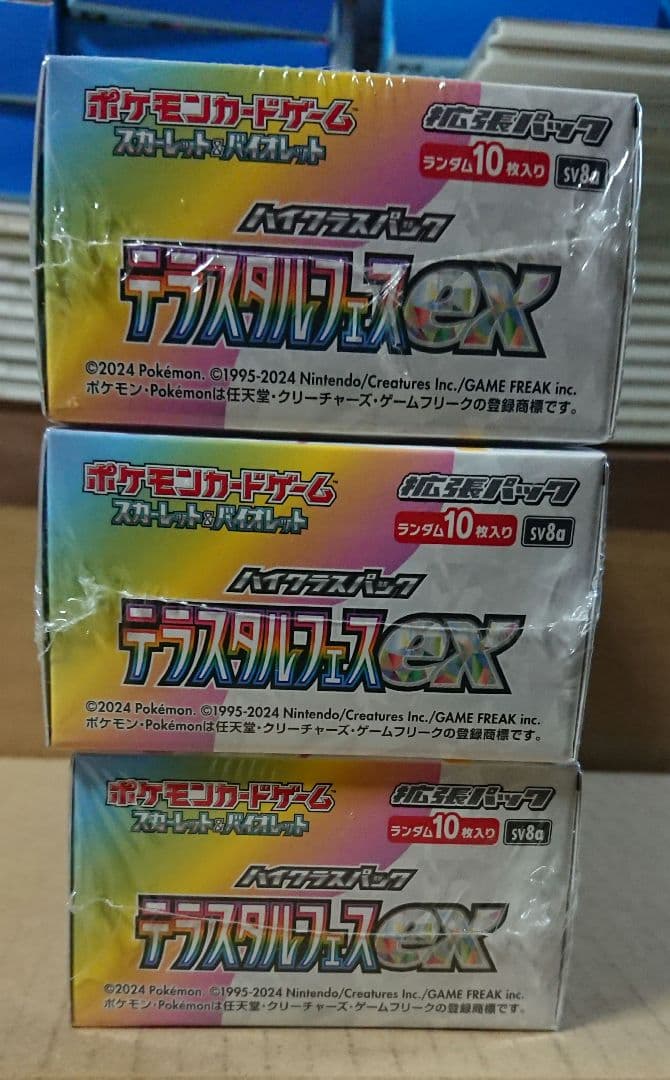 ポケモンカードゲーム
スカーレット&バイオレット
拡張パック
ランダム10枚入り SV8a
ハイクラスパック
テラスタルフェスex
©2024 Pokémon. ©1995-2024 Nintendo/Creatures Inc./GAME FREAK inc.
ポケモン・Pokémonは任天堂・クリーチャーズ・ゲームフリークの登録商標です。
ポケモンカードゲーム
スカーレット&バイオレット
拡張パック
ランダム10枚入り SV8a
ハイクラスパック
テラスタルフェスex
©2024 Pokémon. ©1995-2024 Nintendo/Creatures Inc./GAME FREAK inc.
ポケモン・Pokémonは任天堂・クリーチャーズ・ゲームフリークの登録商標です。
ポケモンカードゲーム
スカーレット&バイオレット
拡張パック
ランダム10枚入り SV8a
ハイクラスパック
テラスタルフェスex
©2024 Pokémon. ©1995-2024 Nintendo/Creatures Inc./GAME FREAK inc.
ポケモン・Pokémonは任天堂・クリーチャーズ・ゲームフリークの登録商標です。